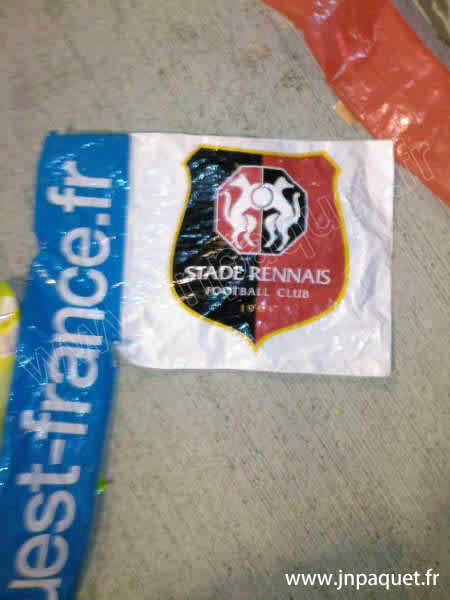 uest-france.fr
STADE RENNAIS
FOOTBALL CLUB
www.jnpaquet.fr